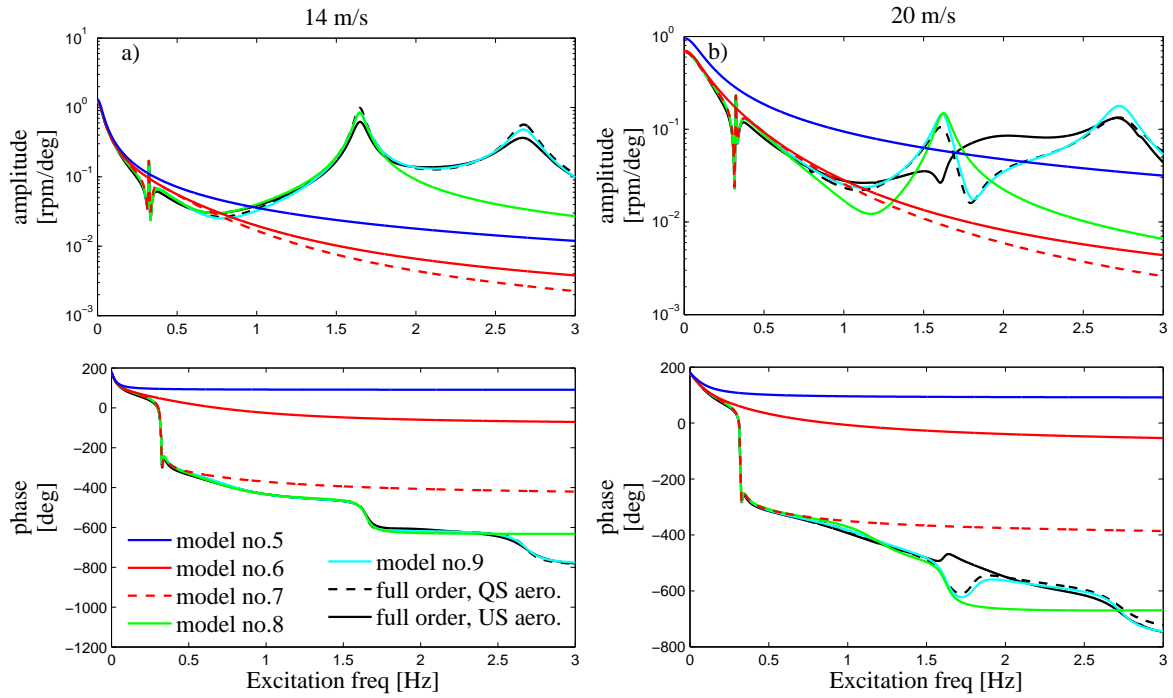 14 m/s
20 m/s
a)
b)
amplitude
[rpm/deg]
10^1
10^0
10^−1
10^−2
10^−3
0 0.5 1 1.5 2 2.5 3
amplitude
[rpm/deg]
10^0
10^−1
10^−2
10^−3
0 0.5 1 1.5 2 2.5 3
phase
[deg]
200
0
−200
−400
−600
−800
−1000
−1200
0 0.5 1 1.5 2 2.5 3
Excitation freq [Hz]
model no.5
model no.6
model no.7
model no.8
model no.9
full order, QS aero.
full order, US aero.
phase
[deg]
200
0
−200
−400
−600
−800
0 0.5 1 1.5 2 2.5 3
Excitation freq [Hz]